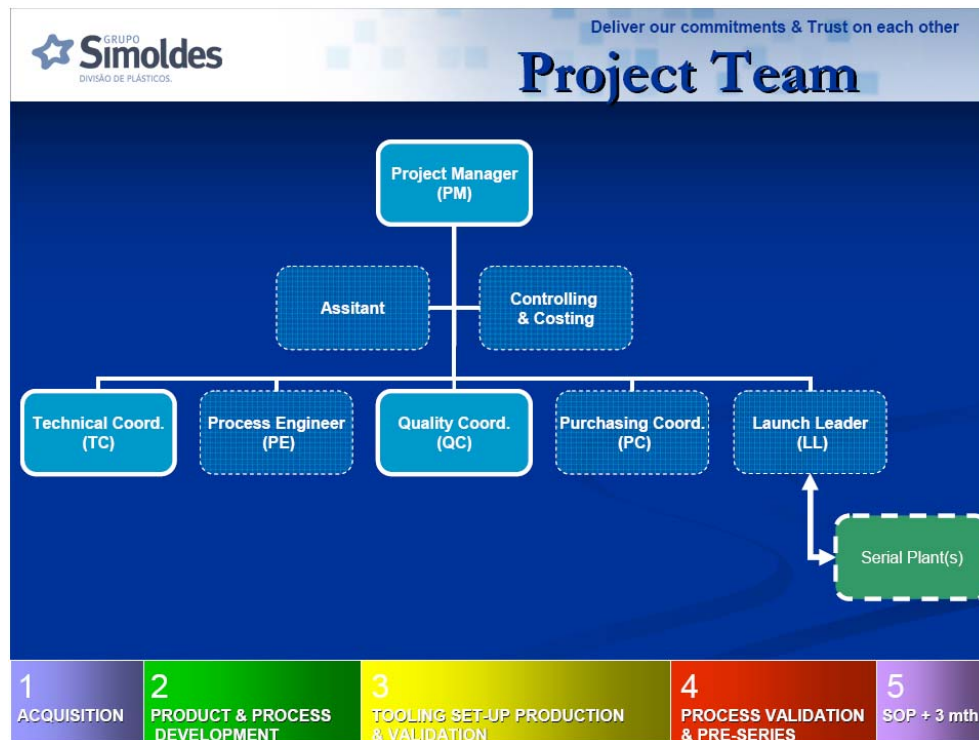 GRUPO
Simoldes
DIVISÃO DE PLÁSTICOS.
Deliver our commitments & Trust on each other
Project Team
Project Manager
(PM)
Assitant
Controlling
& Costing
Technical Coord.
(TC)
Process Engineer
(PE)
Quality Coord.
(QC)
Purchasing Coord.
(PC)
Launch Leader
(LL)
Serial Plant(s)
1
ACQUISITION
2
PRODUCT & PROCESS
DEVELOPMENT
3
TOOLING SET-UP PRODUCTION
& VALIDATION
4
PROCESS VALIDATION
& PRE-SERIES
5
SOP + 3 mth